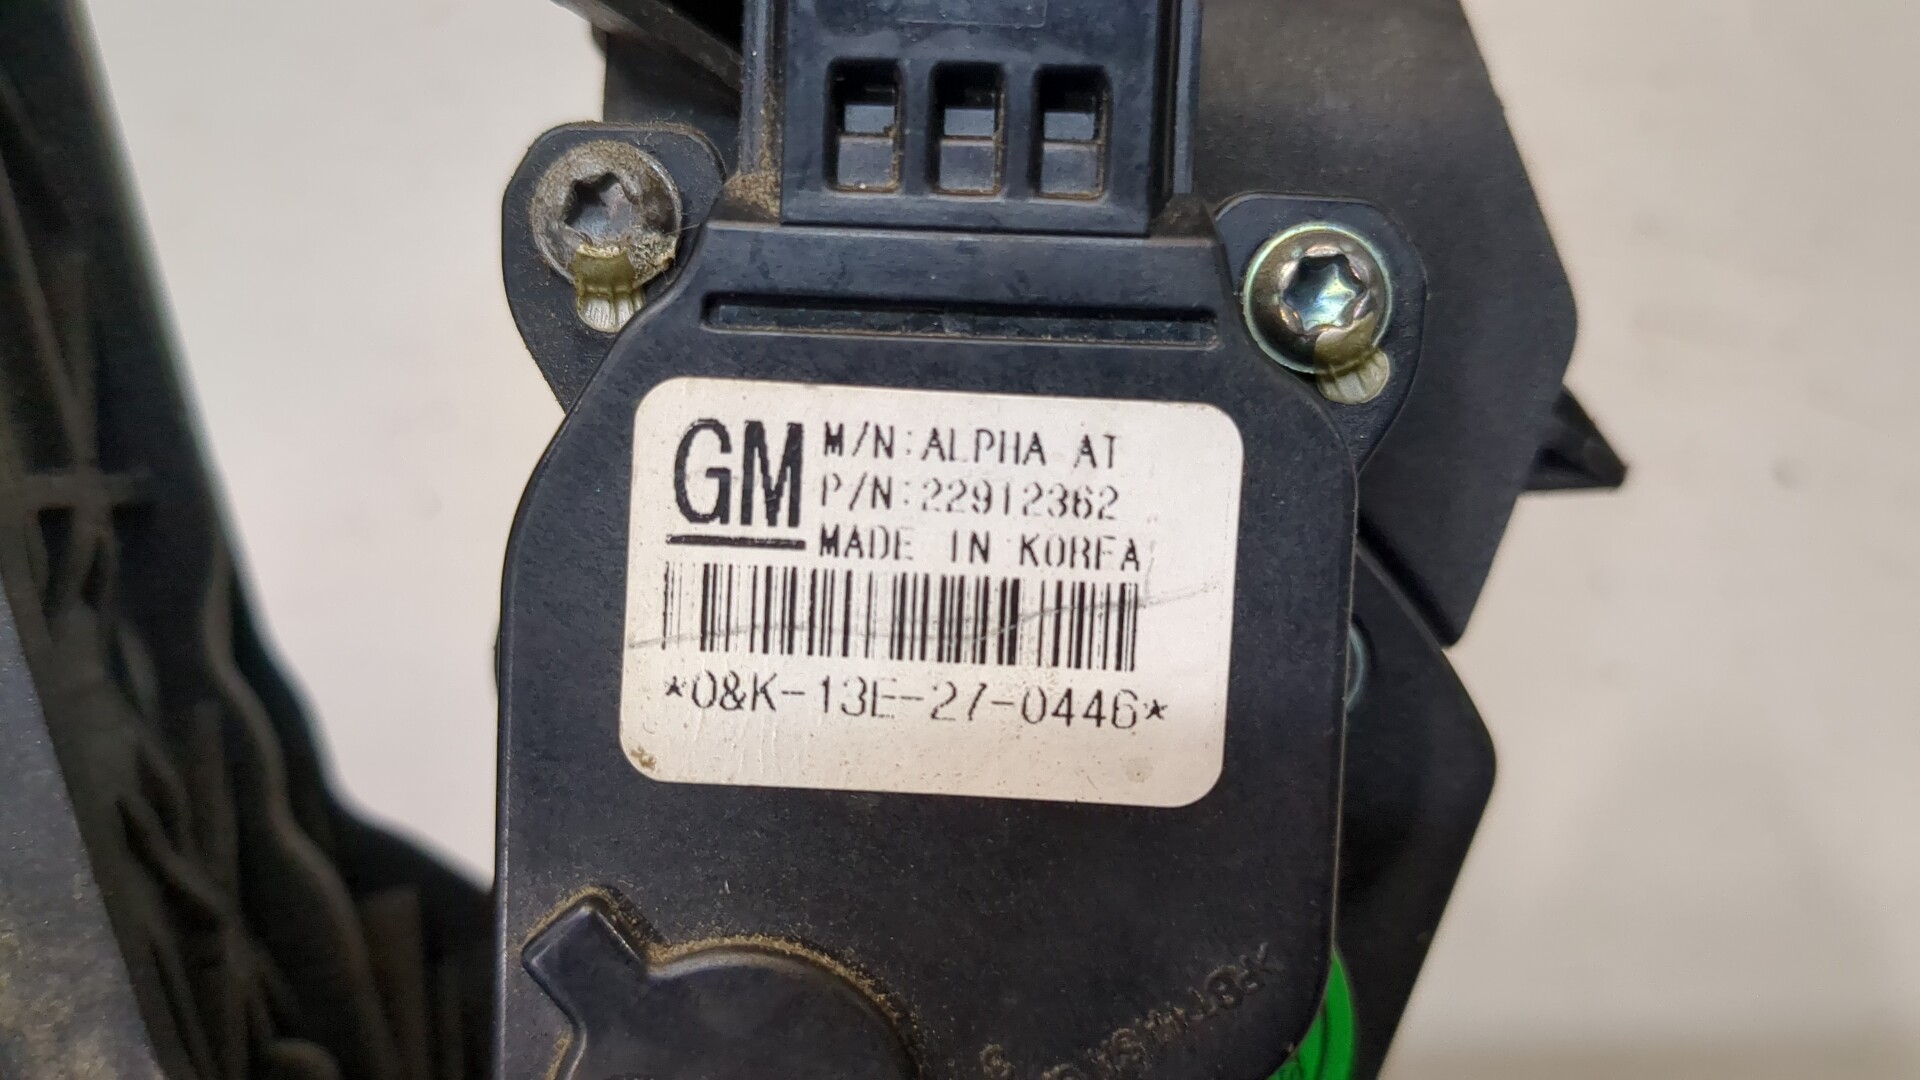 GM
M/N:ALPHA AT
P/N:22912362
MADE IN KOREA
*O&K-13E-27-0446*